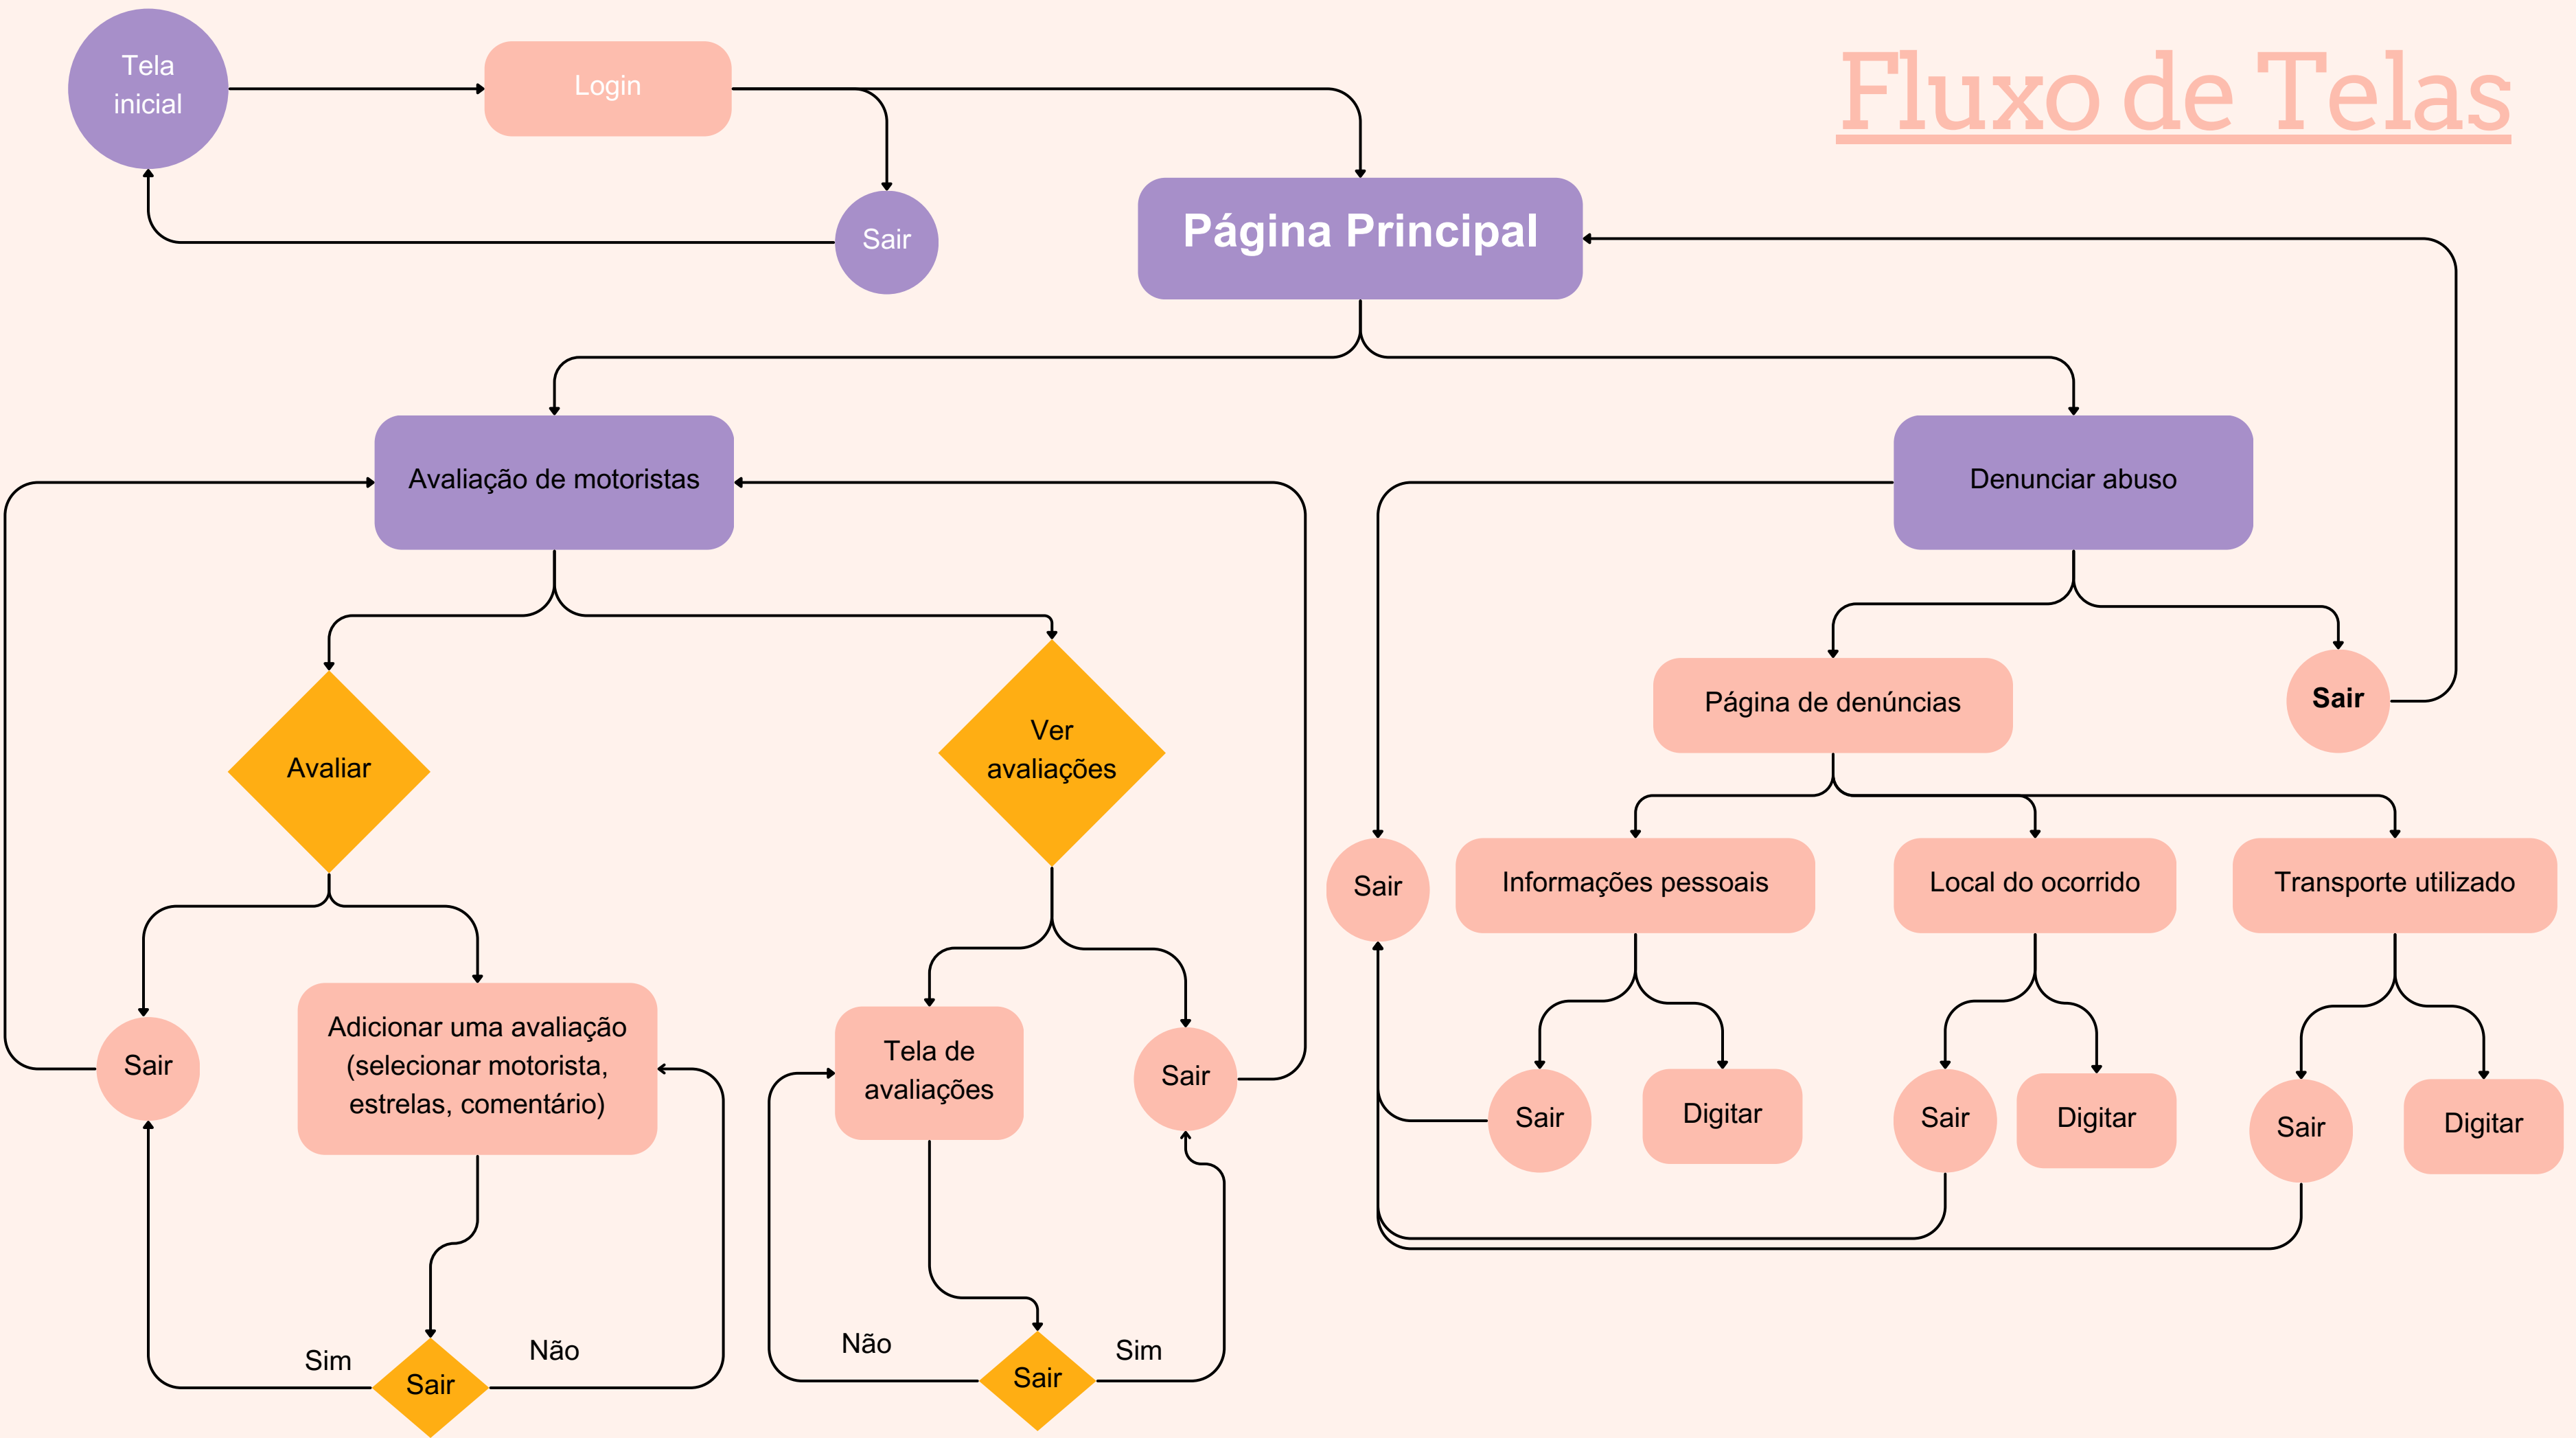 Fluxo de Telas
Tela
inicial
Login
Sair
Página Principal
Avaliação de motoristas
Denunciar abuso
Avaliar
Ver
avaliações
Página de denúncias
Sair
Sair
Informações pessoais
Local do ocorrido
Transporte utilizado
Sair
Adicionar uma avaliação
(selecionar motorista,
estrelas, comentário)
Tela de
avaliações
Sair
Sair
Digitar
Sair
Digitar
Sair
Digitar
Sim
Sair
Não
Não
Sair
Sim